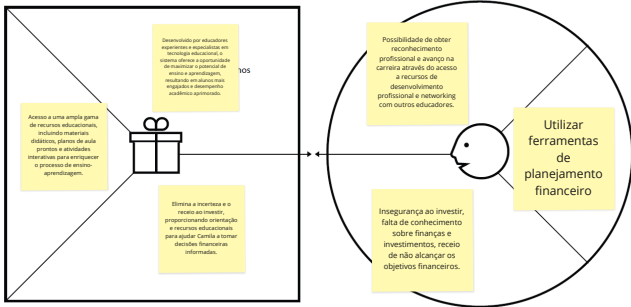 Desenvolvido por educadores
experientes e especialistas em
tecnologia educacional, o
sistema oferece a oportunidade
de maximizar o potencial de
ensino e aprendizagem,
resultando em alunos mais
engajados e desempenho
acadêmico aprimorado.
nos
Acesso a uma ampla gama
de recursos educacionais,
incluindo materiais
didáticos, planos de aula
prontos e atividades
interativas para enriquecer
o processo de ensino-
aprendizagem.
Elimina a incerteza e o
receio ao investir,
proporcionando orientação
e recursos educacionais
para ajudar Camila a tomar
decisões financeiras
informadas.
Possibilidade de obter
reconhecimento
profissional e avanço na
carreira através do acesso
a recursos de
desenvolvimento
profissional e networking
com outros educadores.
Utilizar
ferramentas
de
planejamento
financeiro
Insegurança ao investir,
falta de conhecimento
sobre finanças e
investimentos, receio
de não alcançar os
objetivos financeiros.